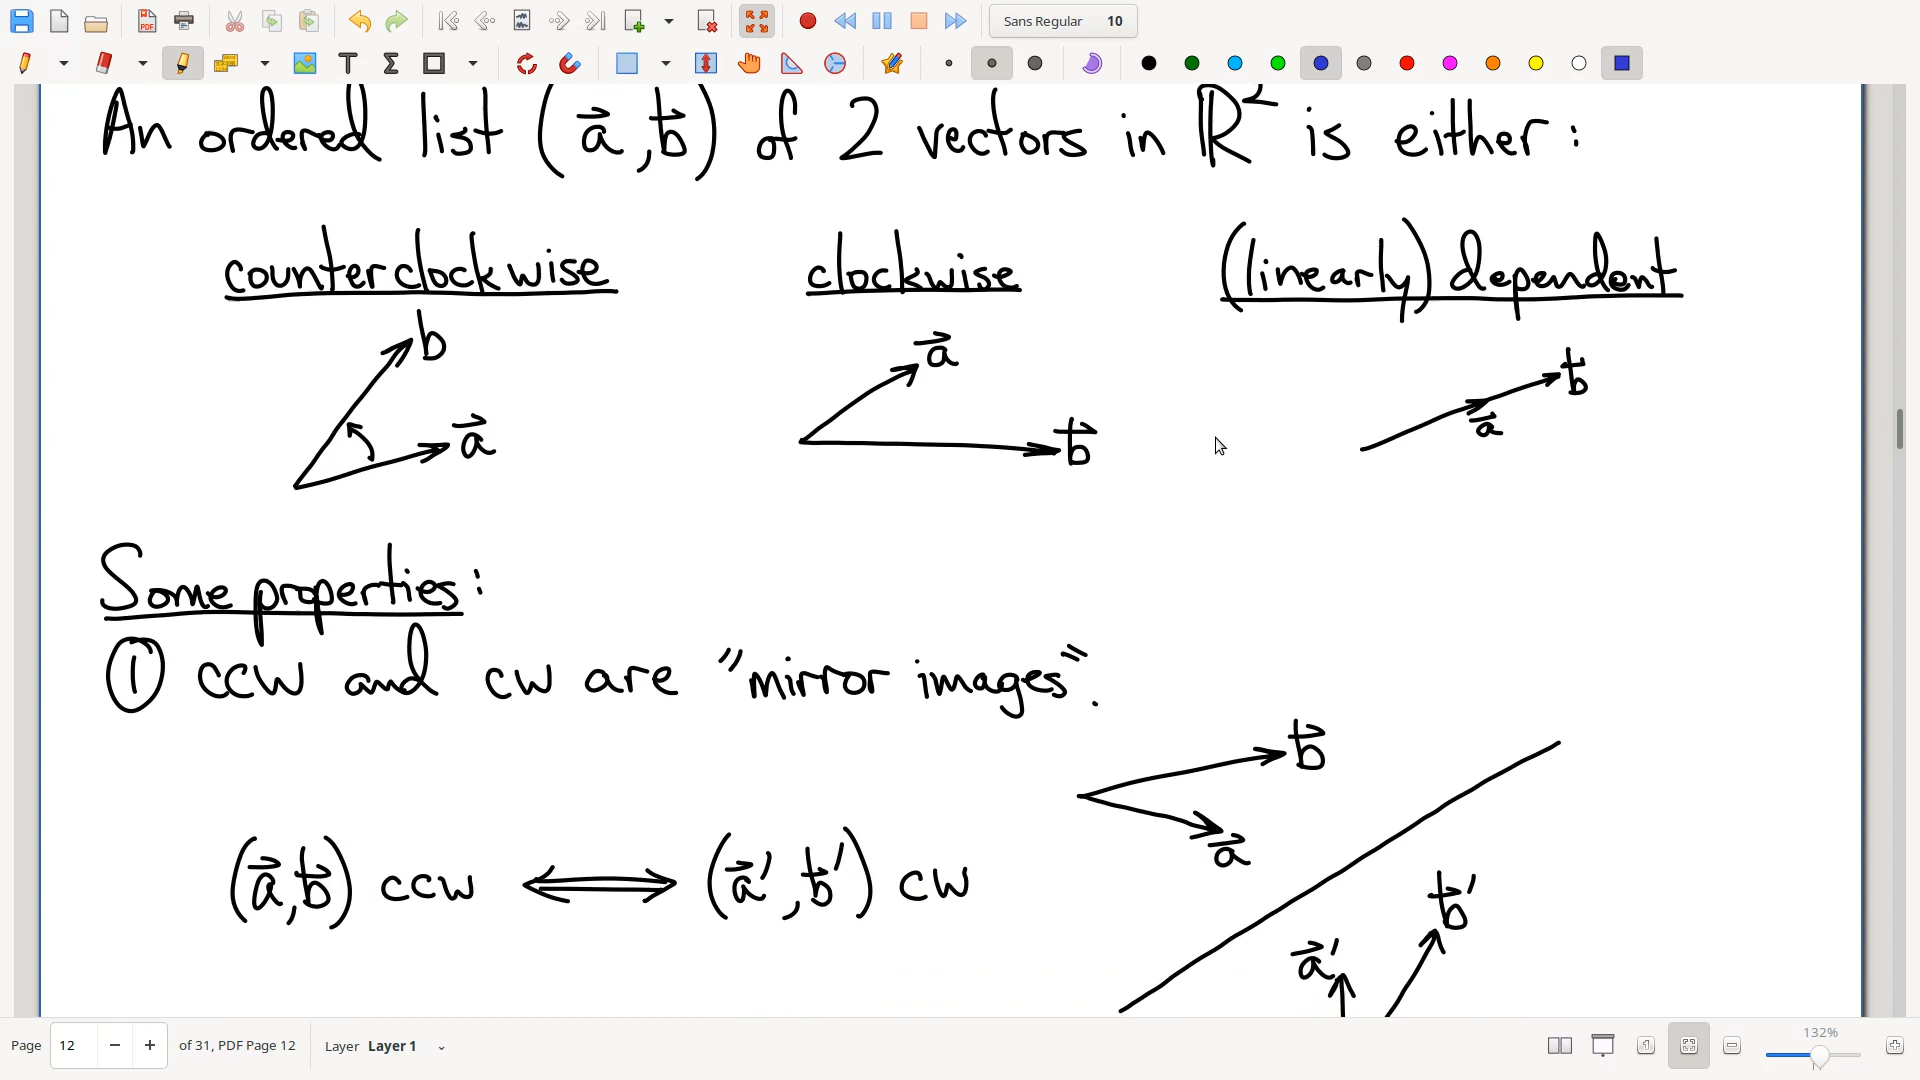 Sans Regular 10
An ordered list (a⃗, b⃗) of 2 vectors in ℝ² is either:
counterclockwise clockwise (linearly) dependent
b a⃗ a⃗ b⃗ b⃗ a⃗
Some properties:
① ccw and cw are "mirror images".
b⃗
a⃗
(a⃗, b⃗) ccw ⟺ (a⃗', b⃗') cw
b⃗'
a⃗'
Page 12 − + of 31, PDF Page 12 Layer Layer 1 132%